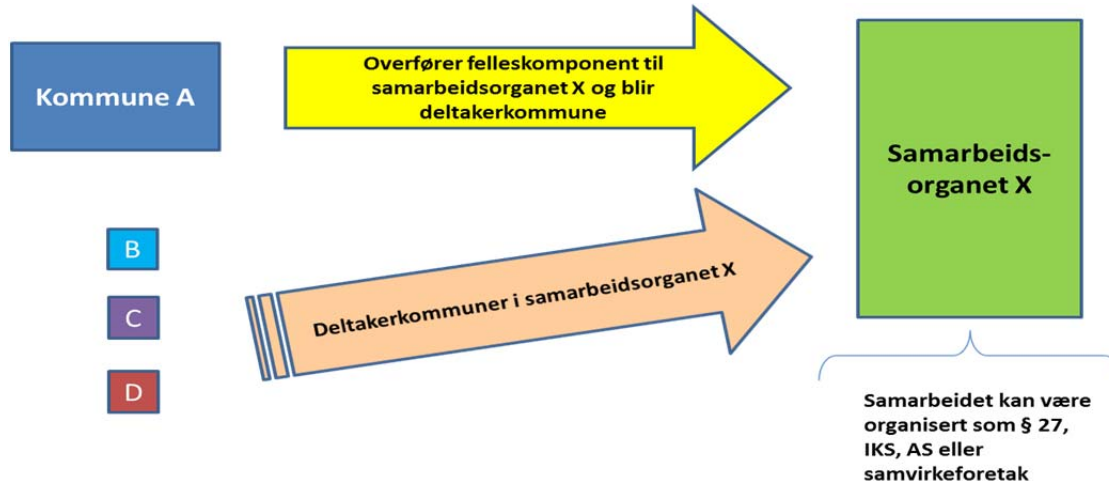 Kommune A
Overfører felleskomponent til
samarbeidsorganet X og blir
deltakerkommune
Samarbeids-
organet X
B
C
D
Deltakerkommuner i samarbeidsorganet X
Samarbeidet kan være
organisert som § 27,
IKS, AS eller
samvirkeforetak